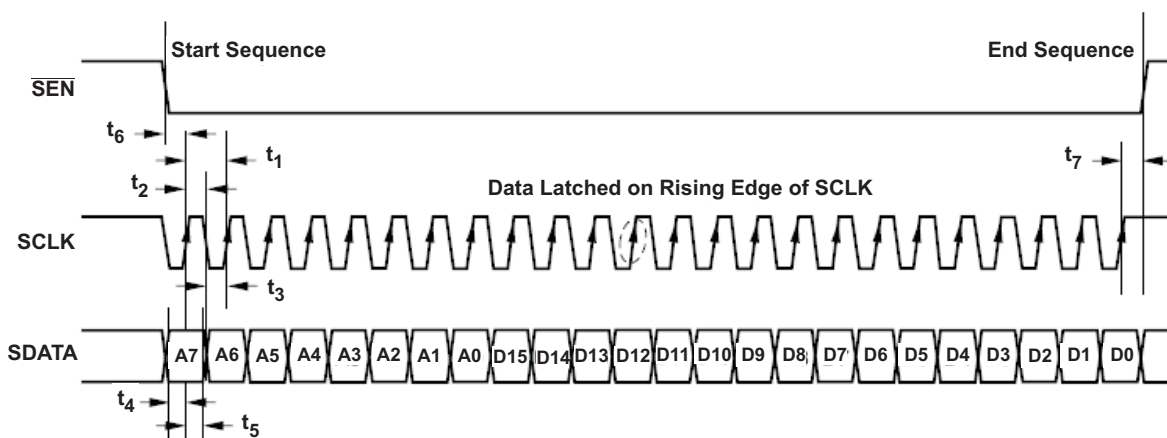 Start Sequence
End Sequence
SEN
t6
t1
t7
t2
Data Latched on Rising Edge of SCLK
SCLK
t3
SDATA
A7 A6 A5 A4 A3 A2 A1 A0 D15 D14 D13 D12 D11 D10 D9 D8 D7 D6 D5 D4 D3 D2 D1 D0
t4
t5